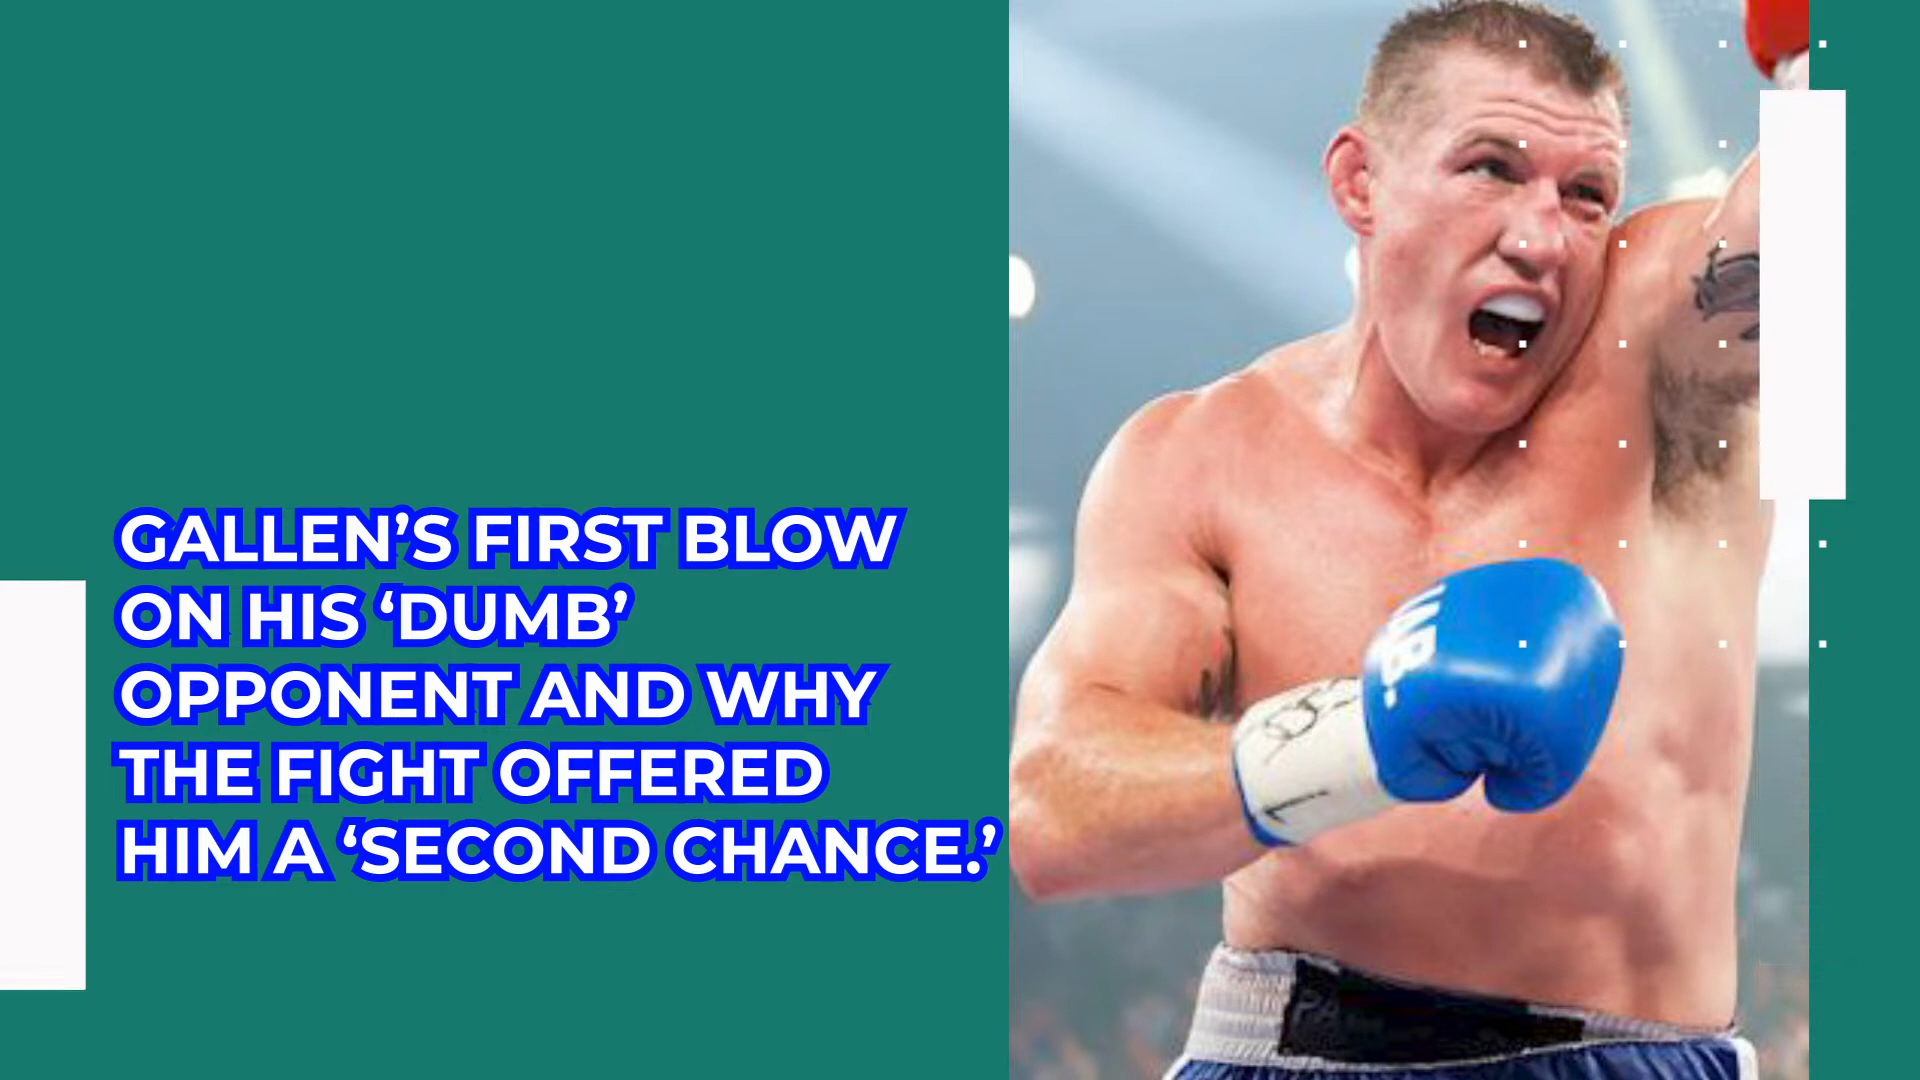 GALLEN’S FIRST BLOW
ON HIS ‘DUMB’
OPPONENT AND WHY
THE FIGHT OFFERED
HIM A ‘SECOND CHANCE.’